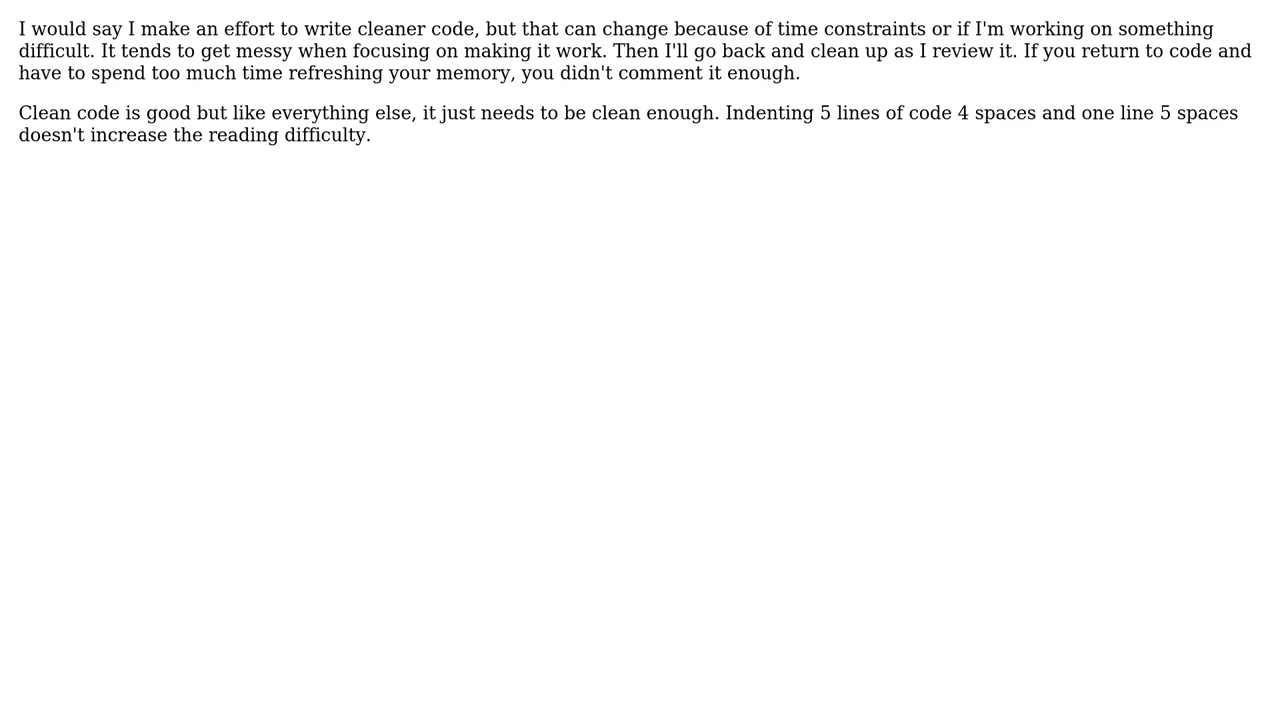 I would say I make an effort to write cleaner code, but that can change because of time constraints or if I'm working on something
difficult. It tends to get messy when focusing on making it work. Then I'll go back and clean up as I review it. If you return to code and
have to spend too much time refreshing your memory, you didn't comment it enough.
Clean code is good but like everything else, it just needs to be clean enough. Indenting 5 lines of code 4 spaces and one line 5 spaces
doesn't increase the reading difficulty.